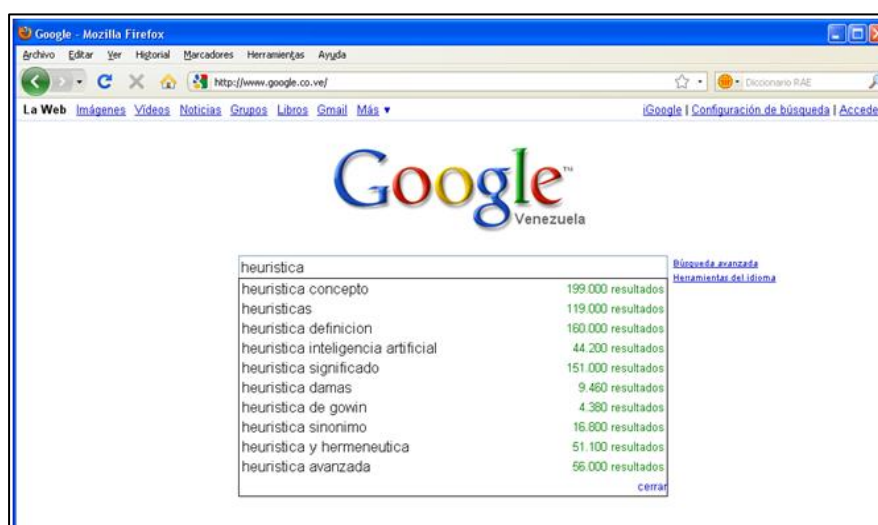 Google - Mozilla Firefox
Archivo Editar Ver Historial Marcadores Herramientas Ayuda
http://www.google.co.ve/ Diccionario RAE
La Web Imágenes Vídeos Noticias Grupos Libros Gmail Más ▼ iGoogle | Configuración de búsqueda | Accede
Google™
Venezuela
heuristica Búsqueda avanzada
Herramientas del idioma
heuristica concepto 199.000 resultados
heuristicas 119.000 resultados
heuristica definicion 160.000 resultados
heuristica inteligencia artificial 44.200 resultados
heuristica significado 151.000 resultados
heuristica damas 9.460 resultados
heuristica de gowin 4.380 resultados
heuristica sinonimo 16.800 resultados
heuristica y hermeneutica 51.100 resultados
heuristica avanzada 56.000 resultados
cerrar